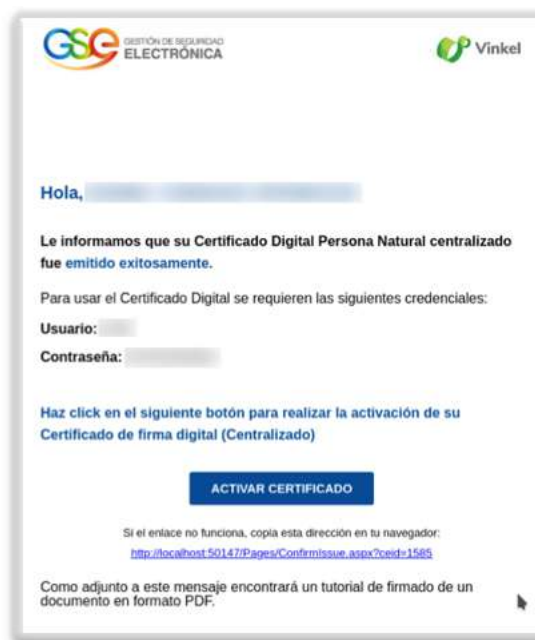 GSE GESTIÓN DE SEGURIDAD
ELECTRÓNICA
Vinkel
Hola,
Le informamos que su Certificado Digital Persona Natural centralizado
fue emitido exitosamente.
Para usar el Certificado Digital se requieren las siguientes credenciales:
Usuario:
Contraseña:
Haz click en el siguiente botón para realizar la activación de su
Certificado de firma digital (Centralizado)
ACTIVAR CERTIFICADO
Si el enlace no funciona, copia esta dirección en tu navegador:
http://localhost:50147/Pages/ConfirmIssue.aspx?ceid=1585
Como adjunto a este mensaje encontrará un tutorial de firmado de un
documento en formato PDF.